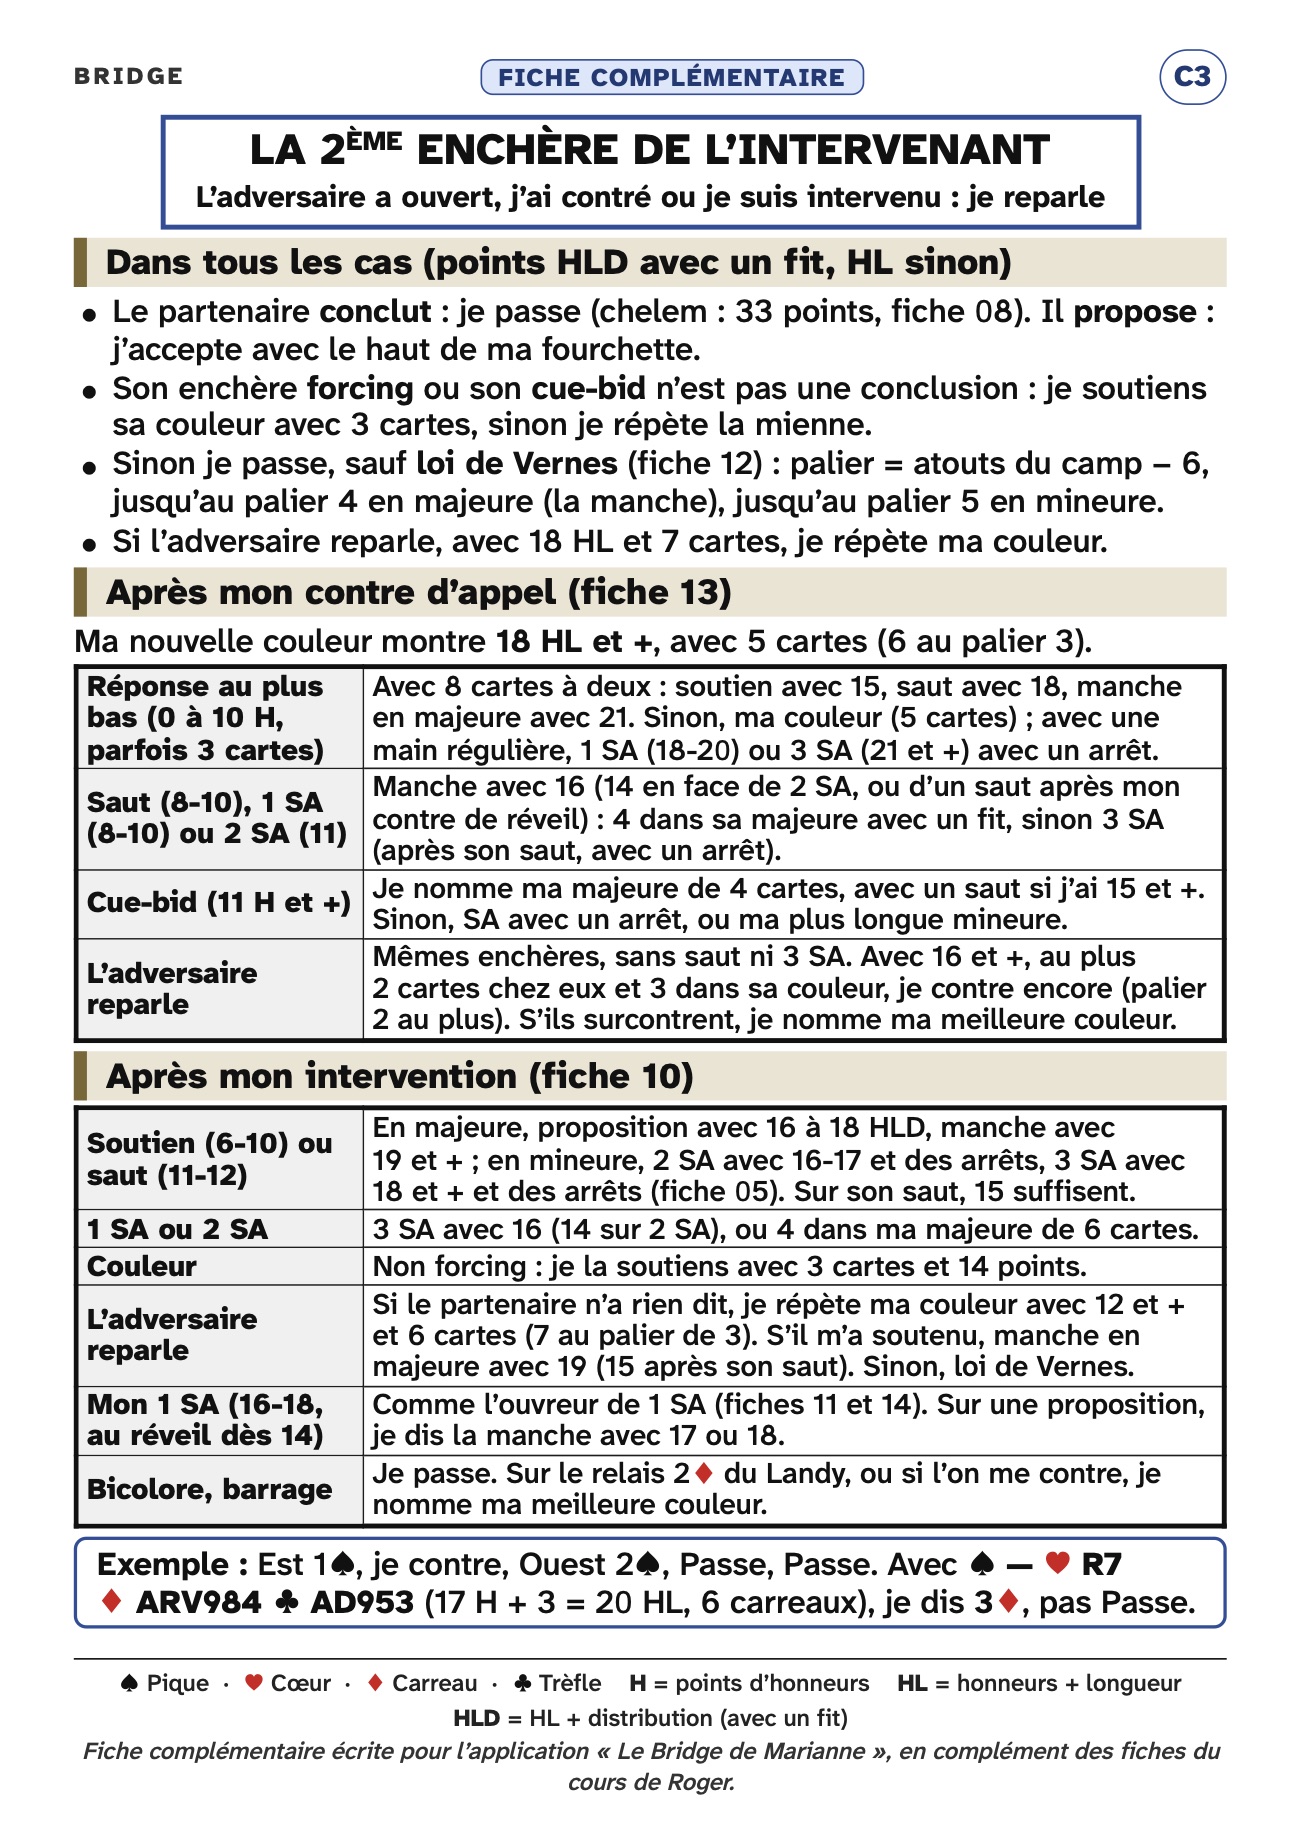 BRIDGE
FICHE COMPLÉMENTAIRE
C3
LA 2ÈME ENCHÈRE DE L’INTERVENANT
L’adversaire a ouvert, j’ai contré ou je suis intervenu : je reparle
Dans tous les cas (points HLD avec un fit, HL sinon)
● Le partenaire conclut : je passe (chelem : 33 points, fiche 08). Il propose :
j’accepte avec le haut de ma fourchette.
● Son enchère forcing ou son cue-bid n’est pas une conclusion : je soutiens
sa couleur avec 3 cartes, sinon je répète la mienne.
● Sinon je passe, sauf loi de Vernes (fiche 12) : palier = atouts du camp – 6,
jusqu’au palier 4 en majeure (la manche), jusqu’au palier 5 en mineure.
● Si l’adversaire reparle, avec 18 HL et 7 cartes, je répète ma couleur.
Après mon contre d’appel (fiche 13)
Ma nouvelle couleur montre 18 HL et +, avec 5 cartes (6 au palier 3).
Réponse au plus
bas (0 à 10 H,
parfois 3 cartes)
Avec 8 cartes à deux : soutien avec 15, saut avec 18, manche
en majeure avec 21. Sinon, ma couleur (5 cartes) ; avec une
main régulière, 1 SA (18-20) ou 3 SA (21 et +) avec un arrêt.
Saut (8-10), 1 SA
(8-10) ou 2 SA (11)
Manche avec 16 (14 en face de 2 SA, ou d’un saut après mon
contre de réveil) : 4 dans sa majeure avec un fit, sinon 3 SA
(après son saut, avec un arrêt).
Cue-bid (11 H et +)
Je nomme ma majeure de 4 cartes, avec un saut si j’ai 15 et +.
Sinon, SA avec un arrêt, ou ma plus longue mineure.
L’adversaire
reparle
Mêmes enchères, sans saut ni 3 SA. Avec 16 et +, au plus
2 cartes chez eux et 3 dans sa couleur, je contre encore (palier
2 au plus). S’ils surcontrent, je nomme ma meilleure couleur.
Après mon intervention (fiche 10)
Soutien (6-10) ou
saut (11-12)
En majeure, proposition avec 16 à 18 HLD, manche avec
19 et + ; en mineure, 2 SA avec 16-17 et des arrêts, 3 SA avec
18 et + et des arrêts (fiche 05). Sur son saut, 15 suffisent.
1 SA ou 2 SA
3 SA avec 16 (14 sur 2 SA), ou 4 dans ma majeure de 6 cartes.
Couleur
Non forcing : je la soutiens avec 3 cartes et 14 points.
L’adversaire
reparle
Si le partenaire n’a rien dit, je répète ma couleur avec 12 et +
et 6 cartes (7 au palier de 3). S’il m’a soutenu, manche en
majeure avec 19 (15 après son saut). Sinon, loi de Vernes.
Mon 1 SA (16-18,
au réveil dès 14)
Comme l’ouvreur de 1 SA (fiches 11 et 14). Sur une proposition,
je dis la manche avec 17 ou 18.
Bicolore, barrage
Je passe. Sur le relais 2♦ du Landy, ou si l’on me contre, je
nomme ma meilleure couleur.
Exemple : Est 1♠, je contre, Ouest 2♠, Passe, Passe. Avec ♠ — ♥ R7
♦ ARV984 ♣ AD953 (17 H + 3 = 20 HL, 6 carreaux), je dis 3♦, pas Passe.
♠ Pique · ♥ Cœur · ♦ Carreau · ♣ Trèfle H = points d’honneurs HL = honneurs + longueur
HLD = HL + distribution (avec un fit)
Fiche complémentaire écrite pour l’application « Le Bridge de Marianne », en complément des fiches du
cours de Roger.